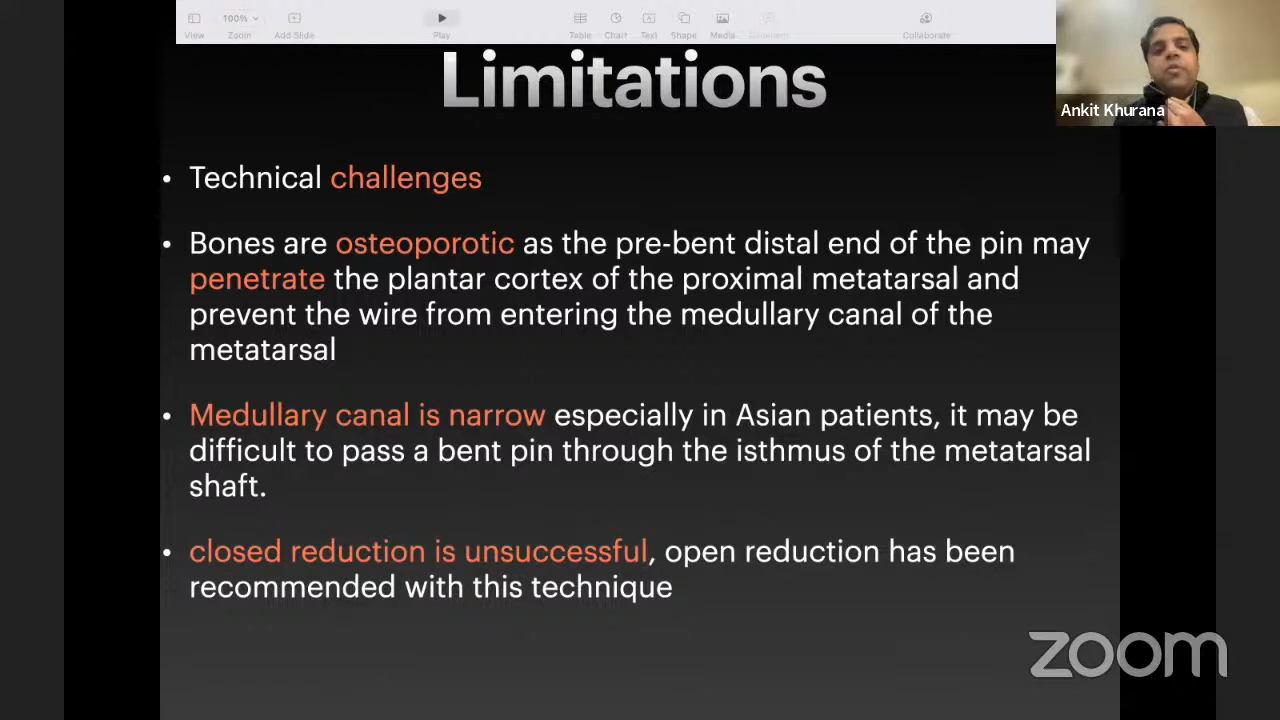 100%
View
Zoom
Add Slide
Play
Table
Chart
Text
Shape
Media
Comment
Collaborate
Ankit Khurana
Limitations
• Technical challenges
• Bones are osteoporotic as the pre-bent distal end of the pin may
penetrate the plantar cortex of the proximal metatarsal and
prevent the wire from entering the medullary canal of the
metatarsal
• Medullary canal is narrow especially in Asian patients, it may be
difficult to pass a bent pin through the isthmus of the metatarsal
shaft.
• closed reduction is unsuccessful, open reduction has been
recommended with this technique
zoom